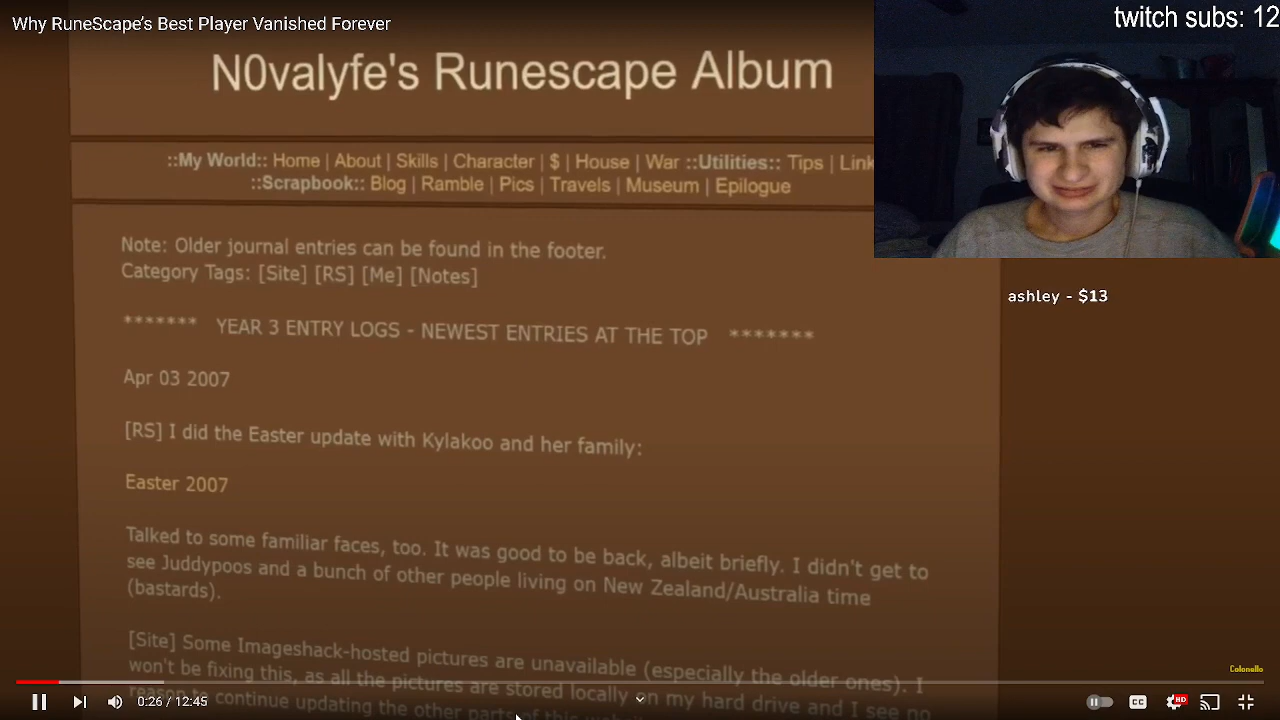 Why RuneScape's Best Player Vanished Forever
twitch subs: 12
N0valyfe's Runescape Album
::My World:: Home | About | Skills | Character | $ | House | War ::Utilities:: Tips | Link
::Scrapbook:: Blog | Ramble | Pics | Travels | Museum | Epilogue
Note: Older journal entries can be found in the footer.
Category Tags: [Site] [RS] [Me] [Notes]
ashley - $13
******* YEAR 3 ENTRY LOGS - NEWEST ENTRIES AT THE TOP *******
Apr 03 2007
[RS] I did the Easter update with Kylakoo and her family:
Easter 2007
Talked to some familiar faces, too. It was good to be back, albeit briefly. I didn't get to
see Juddypoos and a bunch of other people living on New Zealand/Australia time
(bastards).
[Site] Some Imageshack-hosted pictures are unavailable (especially the older ones). I
won't be fixing this, as all the pictures are stored locally on my hard drive and I see no
reason to continue updating the other parts of this
Colonello
0:26 / 12:45
CC
HD